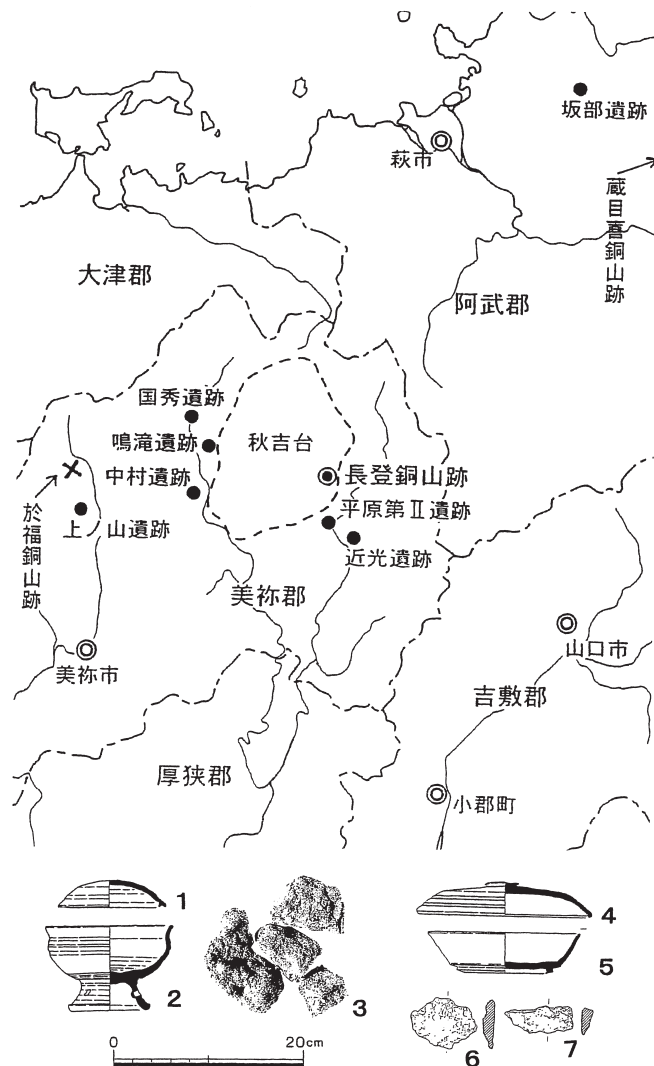 坂部遺跡
萩市
蔵目喜銅山跡
大津郡
阿武郡
国秀遺跡
鳴滝遺跡
秋吉台
中村遺跡
長登銅山跡
平原第Ⅱ遺跡
上ノ山遺跡
近光遺跡
於福銅山跡
美祢郡
美祢市
山口市
吉敷郡
厚狭郡
小郡町
1
2
3
4
5
6
7
0 20cm